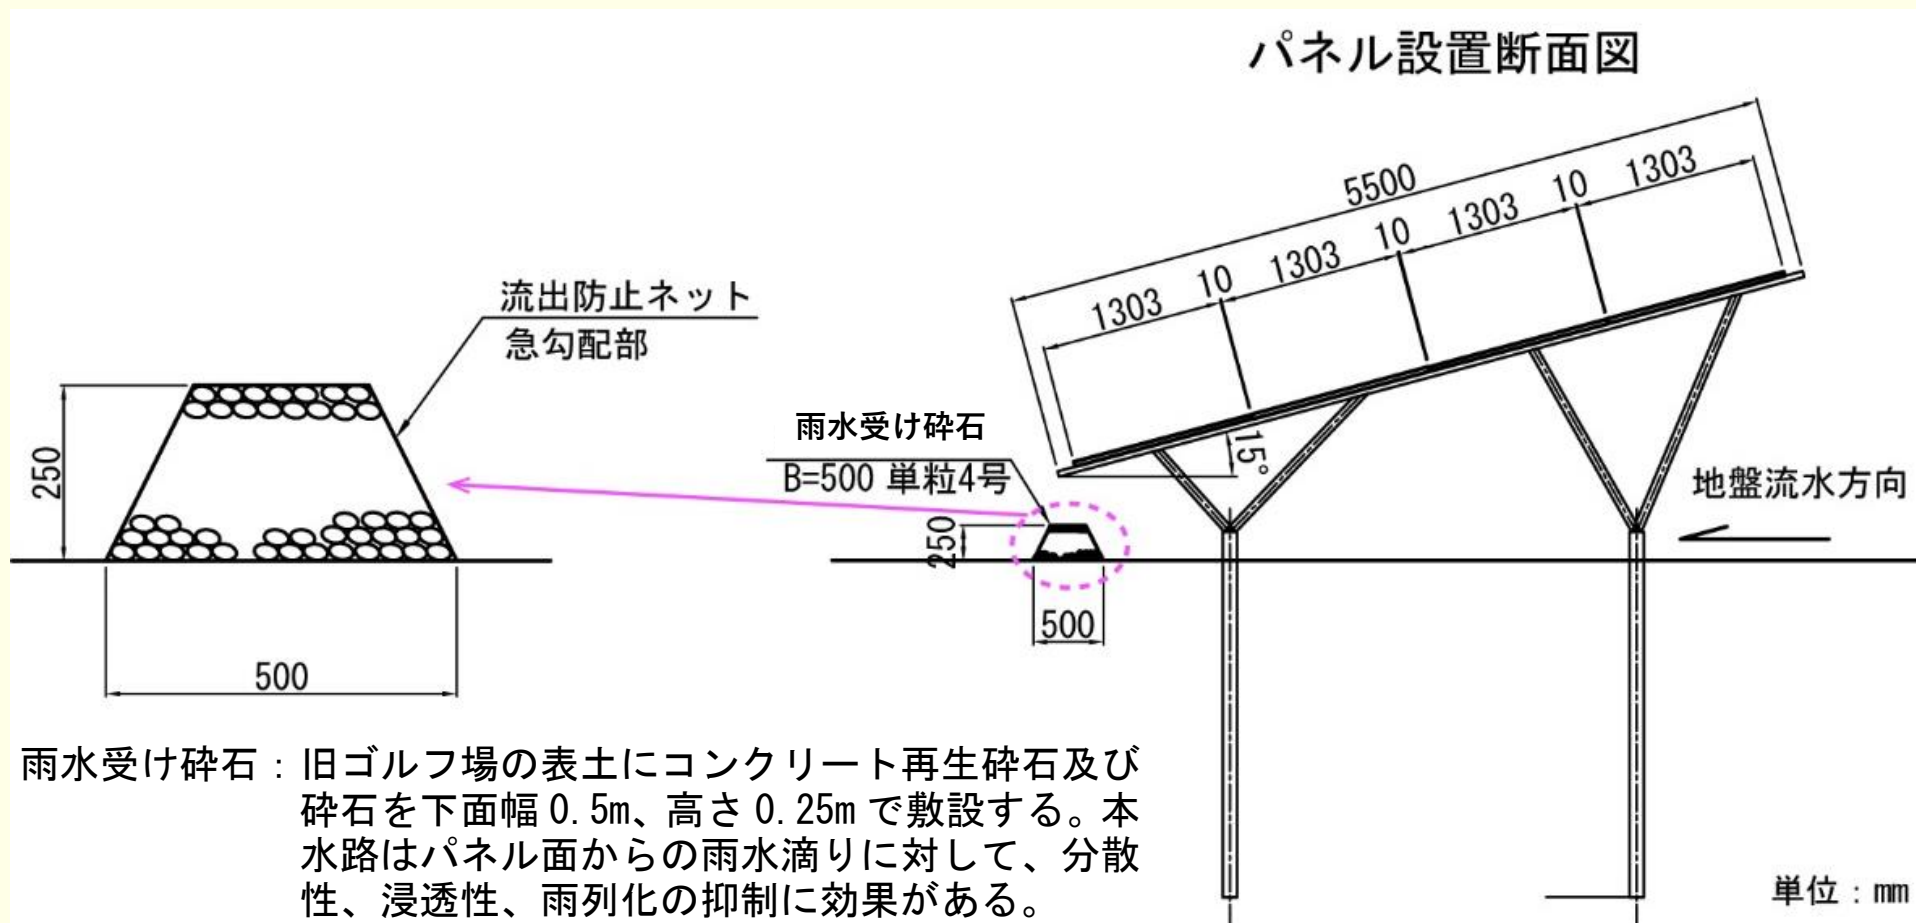 パネル設置断面図
5500
1303
10
1303
10
1303
10
1303
流出防止ネット
急勾配部
250
500
雨水受け砕石
B=500 単粒4号
250
500
15°
地盤流水方向
雨水受け砕石：旧ゴルフ場の表土にコンクリート再生砕石及び
砕石を下面幅0.5m、高さ0.25mで敷設する。本
水路はパネル面からの雨水滴りに対して、分散
性、浸透性、雨列化の抑制に効果がある。
単位：mm